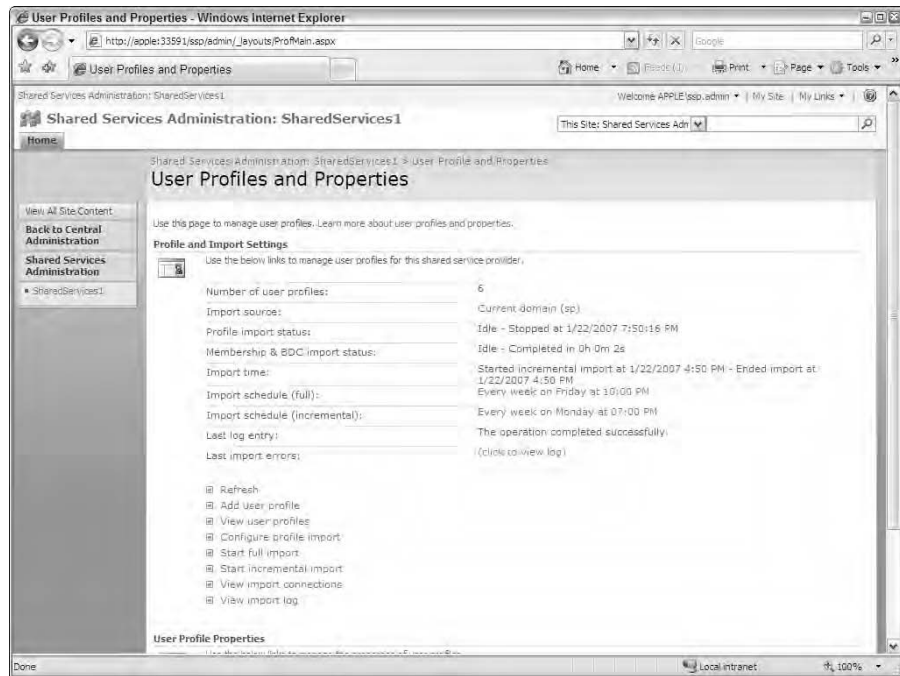 User Profiles and Properties - Windows Internet Explorer
http://apple:33591/ssp/admin/_layouts/ProfMain.aspx
Google
User Profiles and Properties
Home
Print
Page
Tools
Shared Services Administration: SharedServices1
Welcome APPLE\ssp.admin | My Site | My Links
Shared Services Administration: SharedServices1
This Site: Shared Services Adn
Home
Shared Services Administration: SharedServices1 > User Profile and Properties
User Profiles and Properties
View All Site Content
Back to Central
Administration
Shared Services
Administration
SharedServices1
Use this page to manage user profiles. Learn more about user profiles and properties.
Profile and Import Settings
Use the below links to manage user profiles for this shared service provider.
Number of user profiles: 6
Import source: Current domain (sp)
Profile import status: Idle - Stopped at 1/22/2007 7:50:16 PM
Membership & BDC import status: Idle - Completed in 0h 0m 2s
Import time: Started incremental import at 1/22/2007 4:50 PM - Ended import at
1/22/2007 4:50 PM
Import schedule (full): Every week on Friday at 10:00 PM
Import schedule (incremental): Every week on Monday at 07:00 PM
Last log entry: The operation completed successfully.
Last import errors: (click to view log)
Refresh
Add user profile
View user profiles
Configure profile import
Start full import
Start incremental import
View import connections
View import log
User Profile Properties
Done
Local intranet
100%